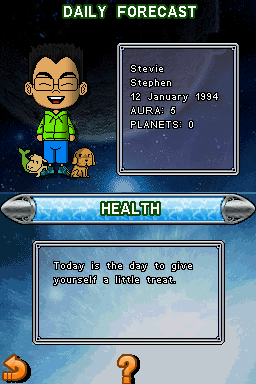 DAILY FORECAST
Stevie
Stephen
12 January 1994
AURA: 5
PLANETS: 0
HEALTH
Today is the day to give
yourself a little treat.
?